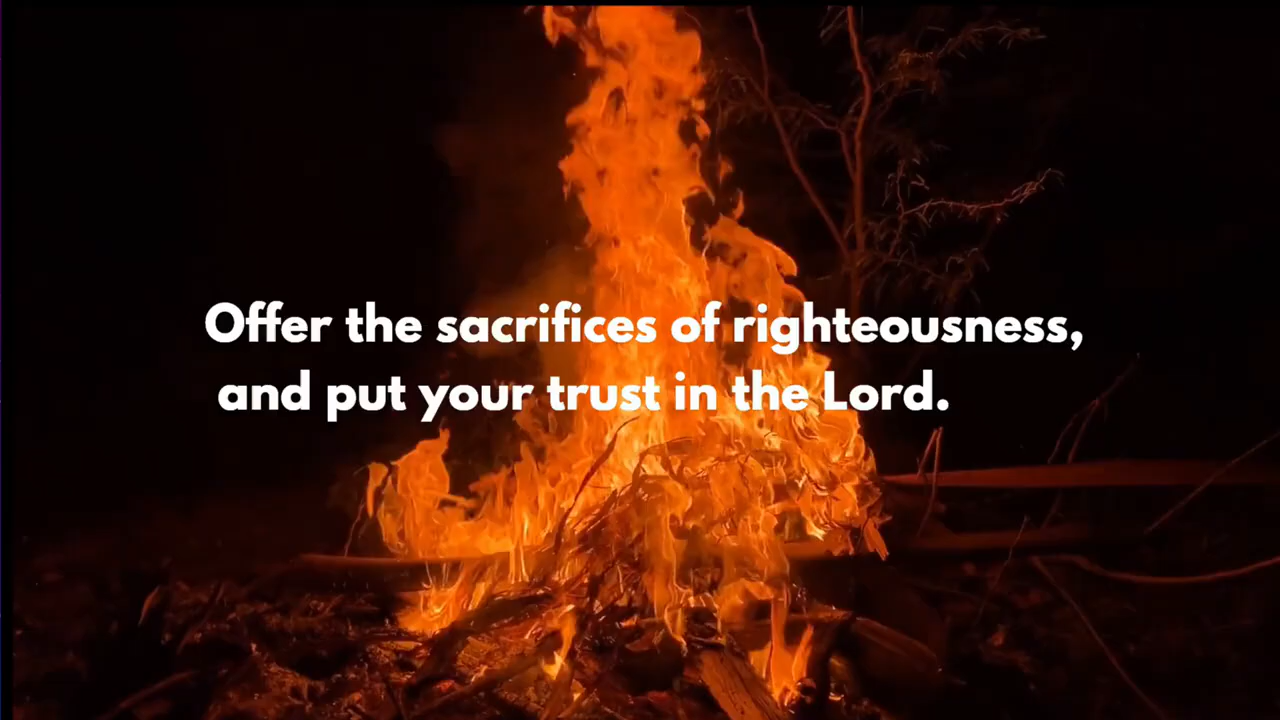 Offer the sacrifices of righteousness,
and put your trust in the Lord.